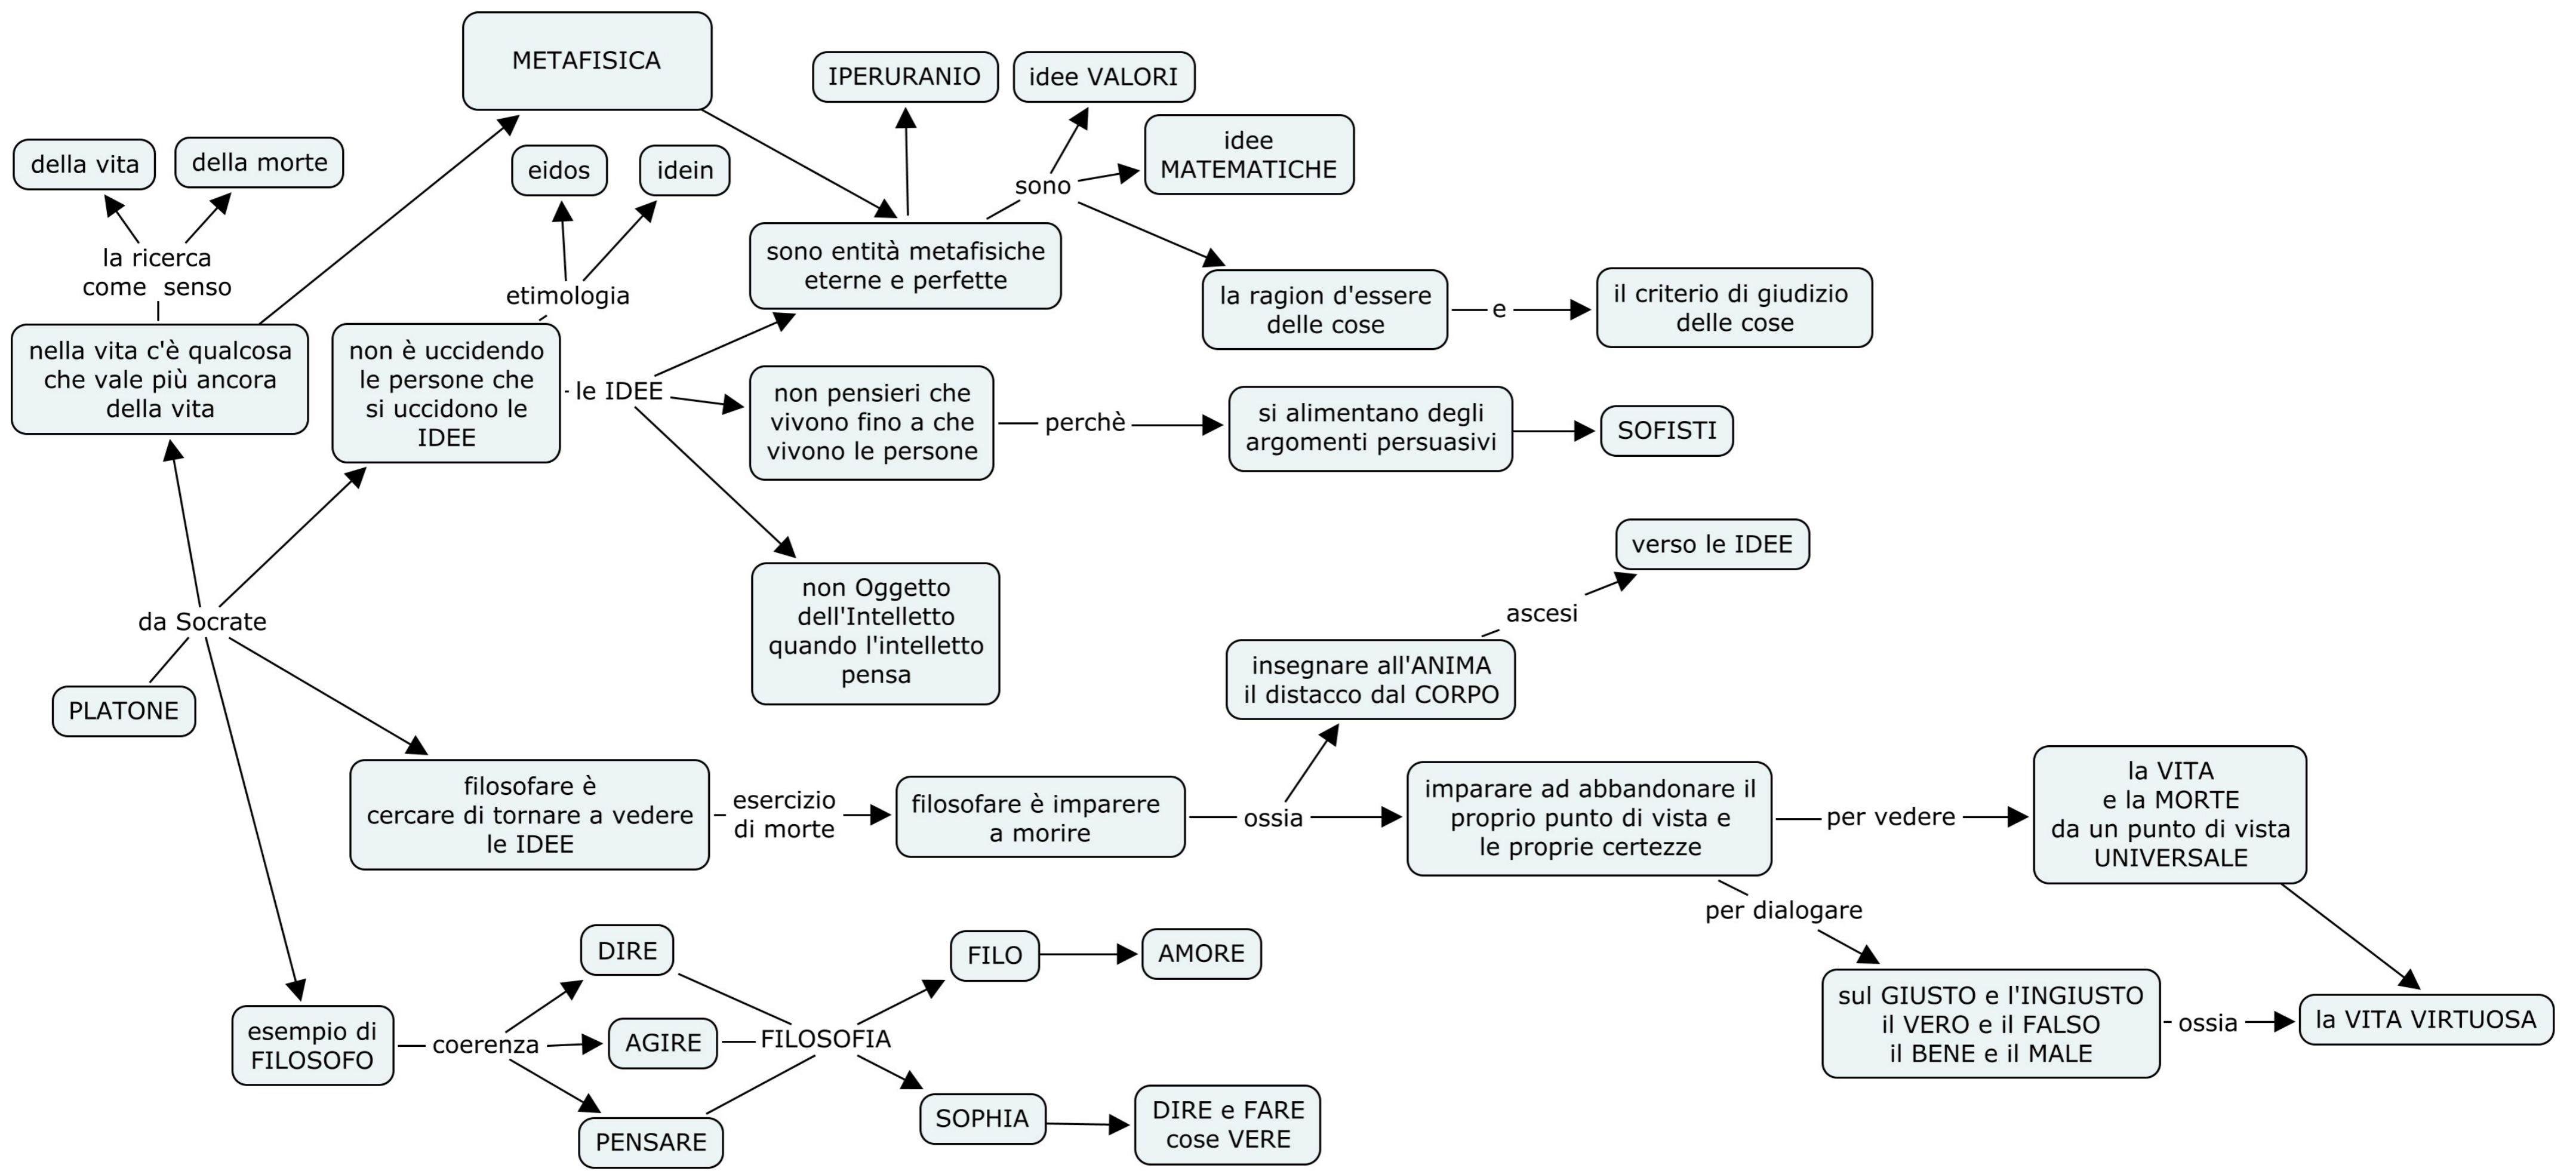 METAFISICA
IPERURANIO
idee VALORI
idee
MATEMATICHE
della vita
della morte
eidos
idein
sono
la ricerca
come  senso
etimologia
sono entità metafisiche
eterne e perfette
la ragion d'essere
delle cose
e
il criterio di giudizio
delle cose
nella vita c'è qualcosa
che vale più ancora
della vita
non è uccidendo
le persone che
si uccidono le
IDEE
le IDEE
non pensieri che
vivono fino a che
vivono le persone
perchè
si alimentano degli
argomenti persuasivi
SOFISTI
non Oggetto
dell'Intelletto
quando l'intelletto
pensa
verso le IDEE
ascesi
insegnare all'ANIMA
il distacco dal CORPO
da Socrate
PLATONE
filosofare è
cercare di tornare a vedere
le IDEE
esercizio
di morte
filosofare è imparere
a morire
ossia
imparare ad abbandonare il
proprio punto di vista e
le proprie certezze
per vedere
la VITA
e la MORTE
da un punto di vista
UNIVERSALE
per dialogare
sul GIUSTO e l'INGIUSTO
il VERO e il FALSO
il BENE e il MALE
ossia
la VITA VIRTUOSA
esempio di
FILOSOFO
coerenza
DIRE
AGIRE
PENSARE
FILOSOFIA
FILO
AMORE
SOPHIA
DIRE e FARE
cose VERE